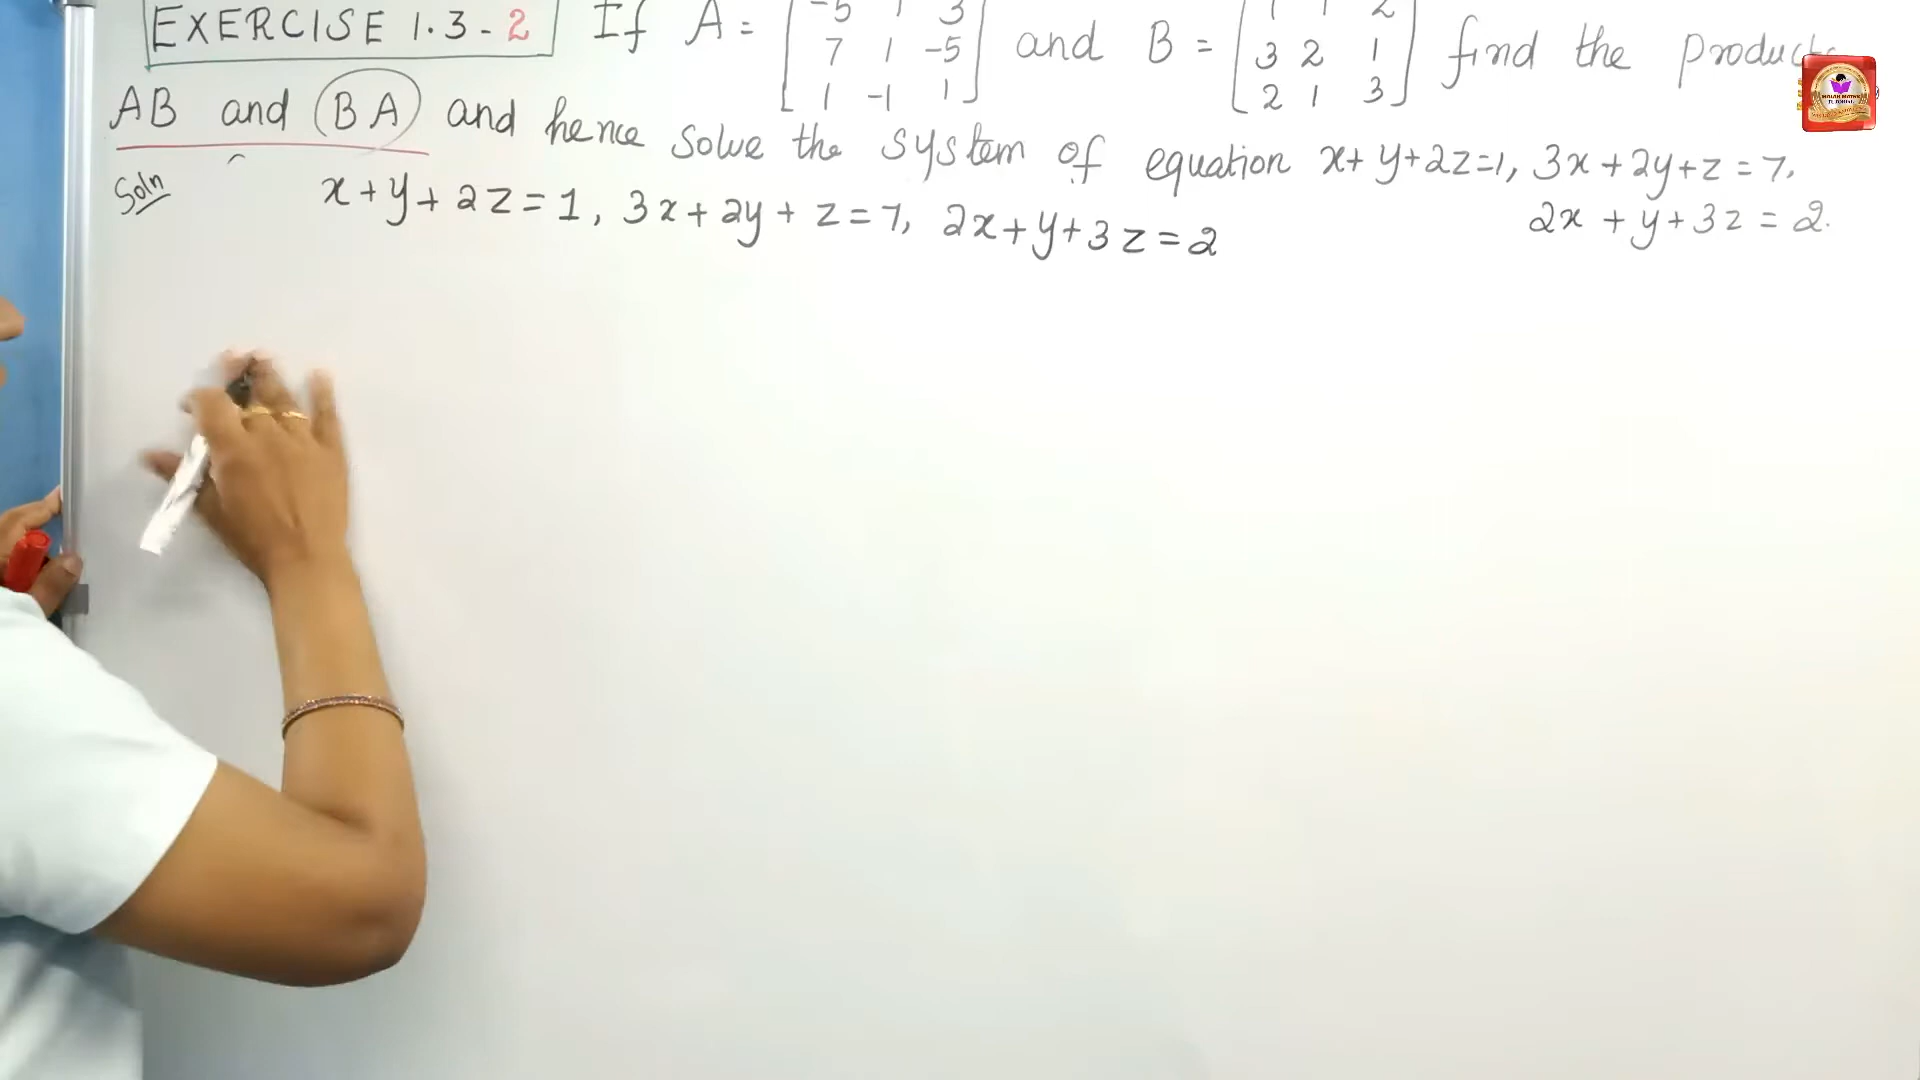 EXERCISE 1.3-2 If A = [ -5 1 3 and B = [ 1 1 2 find the products
7 1 -5 3 2 1
1 -1 1 ] 2 1 3 ]
AB and BA and hence solve the system of equation x+y+2z=1, 3x+2y+z=7,
2x+y+3z=2.
Soln x+y+2z=1, 3x+2y+z=7, 2x+y+3z=2